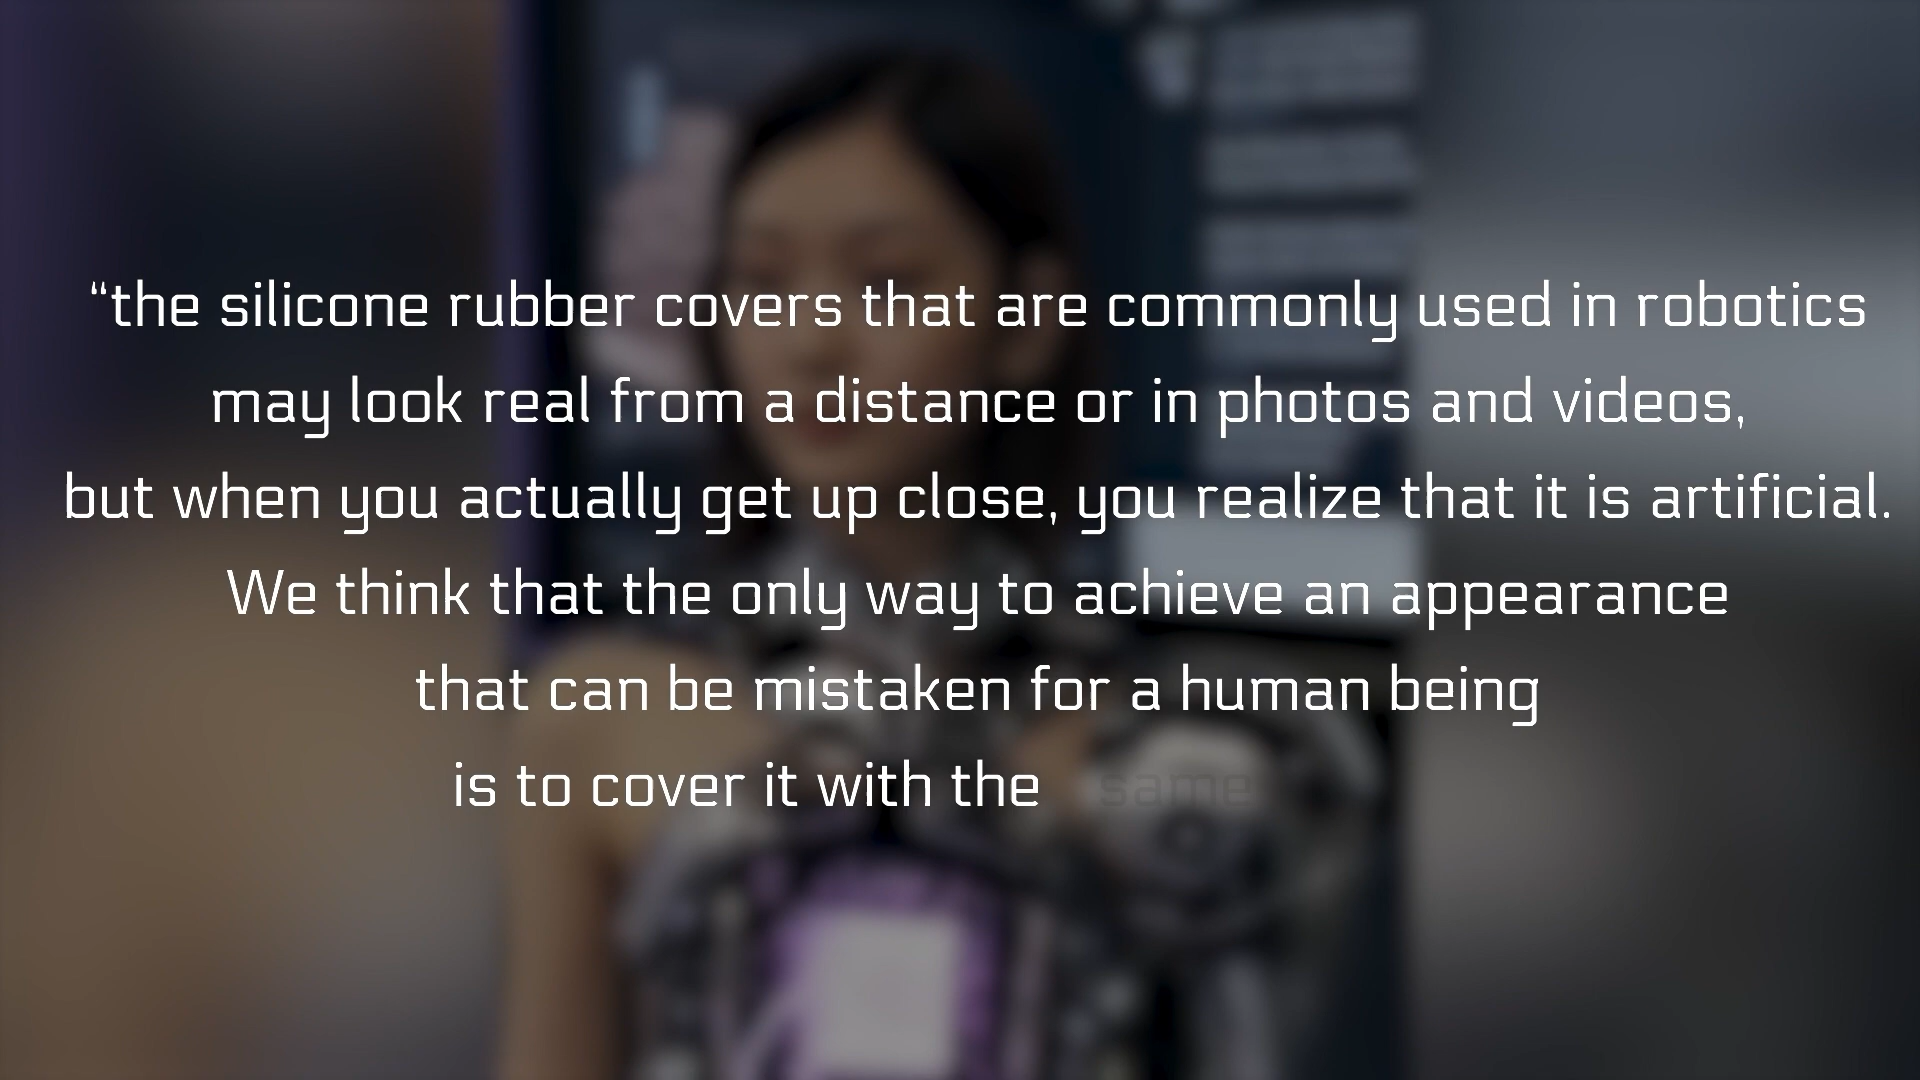 “the silicone rubber covers that are commonly used in robotics
may look real from a distance or in photos and videos,
but when you actually get up close, you realize that it is artificial.
We think that the only way to achieve an appearance
that can be mistaken for a human being
is to cover it with the same